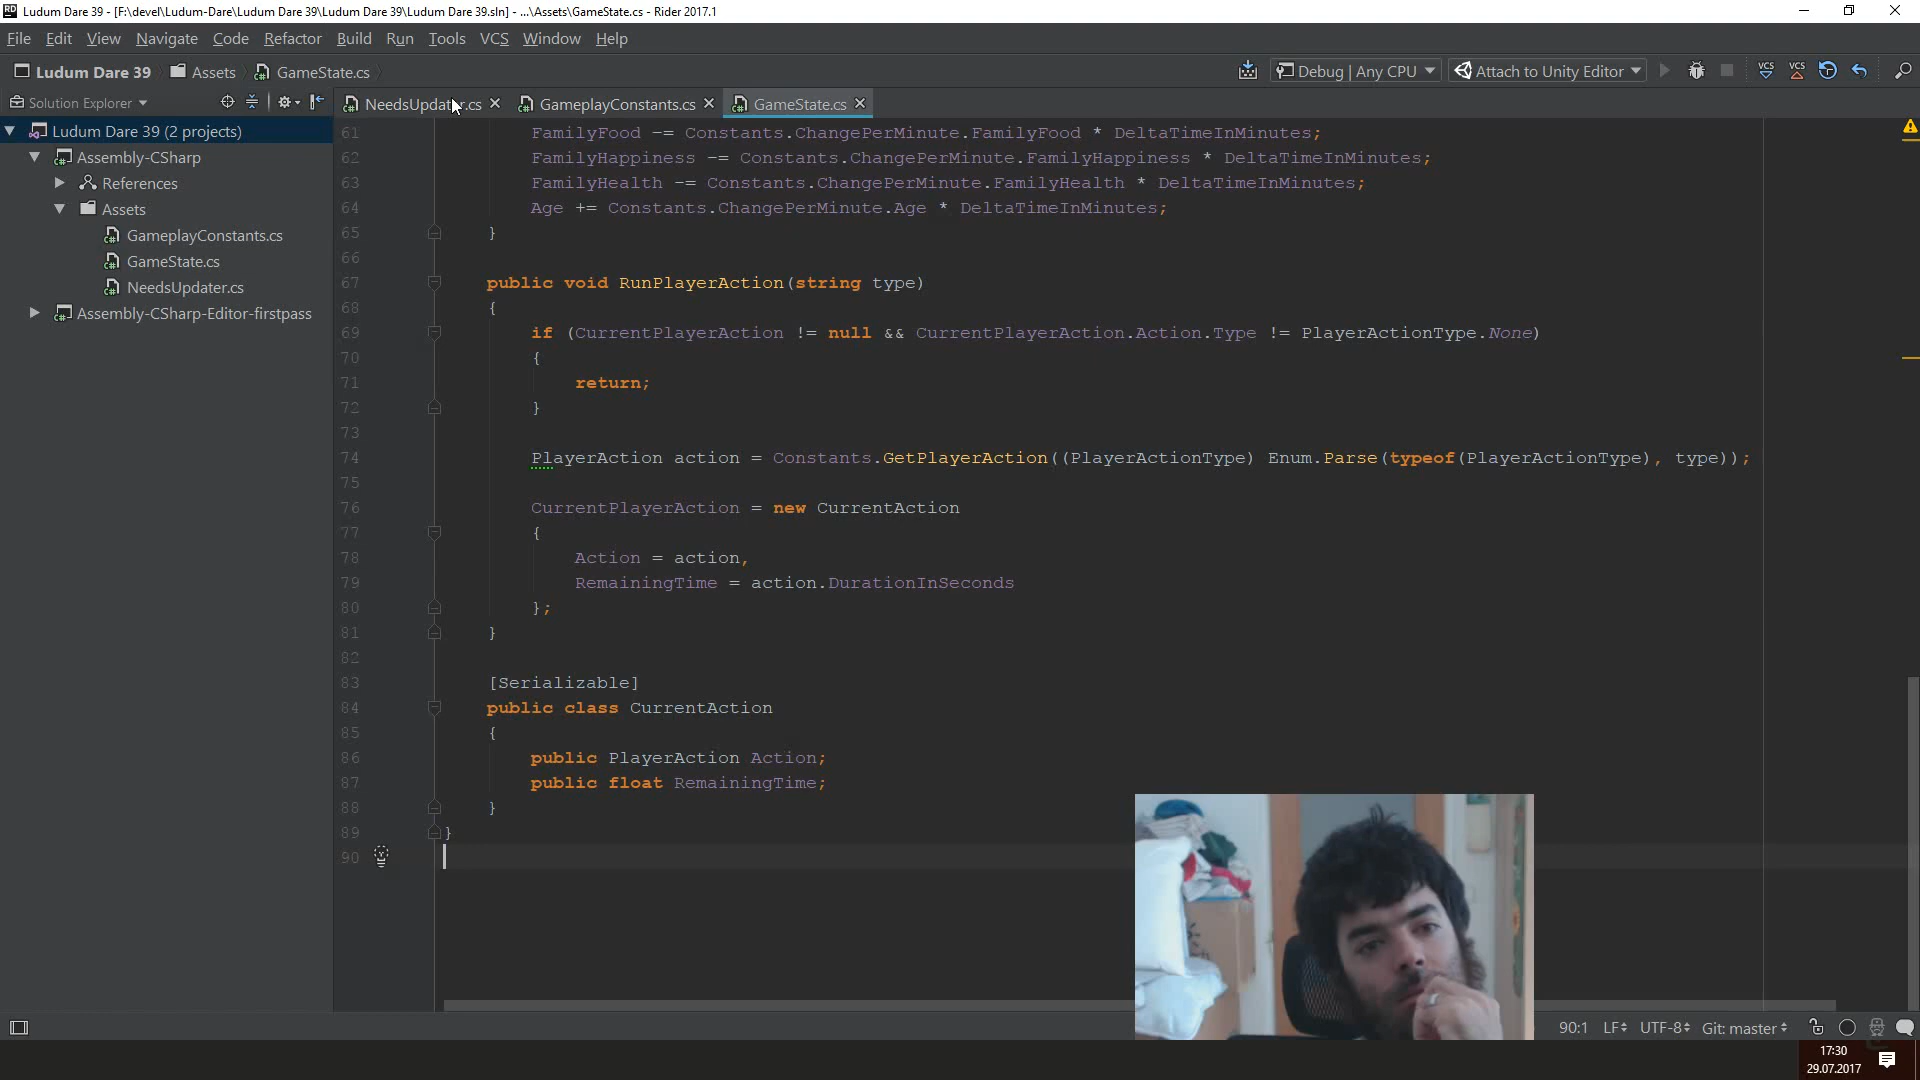 Ludum Dare 39 - [F:\devel\Ludum-Dare\Ludum Dare 39\Ludum Dare 39\Ludum Dare 39.sln] - ...\Assets\GameState.cs - Rider 2017.1
File Edit View Navigate Code Refactor Build Run Tools VCS Window Help
Ludum Dare 39 Assets GameState.cs Debug | Any CPU Attach to Unity Editor VCS VCS
Solution Explorer NeedsUpdater.cs GameplayConstants.cs GameState.cs
Ludum Dare 39 (2 projects)
Assembly-CSharp
References
Assets
GameplayConstants.cs
GameState.cs
NeedsUpdater.cs
Assembly-CSharp-Editor-firstpass
61 FamilyFood -= Constants.ChangePerMinute.FamilyFood * DeltaTimeInMinutes;
62 FamilyHappiness -= Constants.ChangePerMinute.FamilyHappiness * DeltaTimeInMinutes;
63 FamilyHealth -= Constants.ChangePerMinute.FamilyHealth * DeltaTimeInMinutes;
64 Age += Constants.ChangePerMinute.Age * DeltaTimeInMinutes;
65 }
66
67 public void RunPlayerAction(string type)
68 {
69 if (CurrentPlayerAction != null && CurrentPlayerAction.Action.Type != PlayerActionType.None)
70 {
71 return;
72 }
73
74 PlayerAction action = Constants.GetPlayerAction((PlayerActionType) Enum.Parse(typeof(PlayerActionType), type));
75
76 CurrentPlayerAction = new CurrentAction
77 {
78 Action = action,
79 RemainingTime = action.DurationInSeconds
80 };
81 }
82
83 [Serializable]
84 public class CurrentAction
85 {
86 public PlayerAction Action;
87 public float RemainingTime;
88 }
89 }
90
90:1 LF UTF-8 Git: master
17:30
29.07.2017